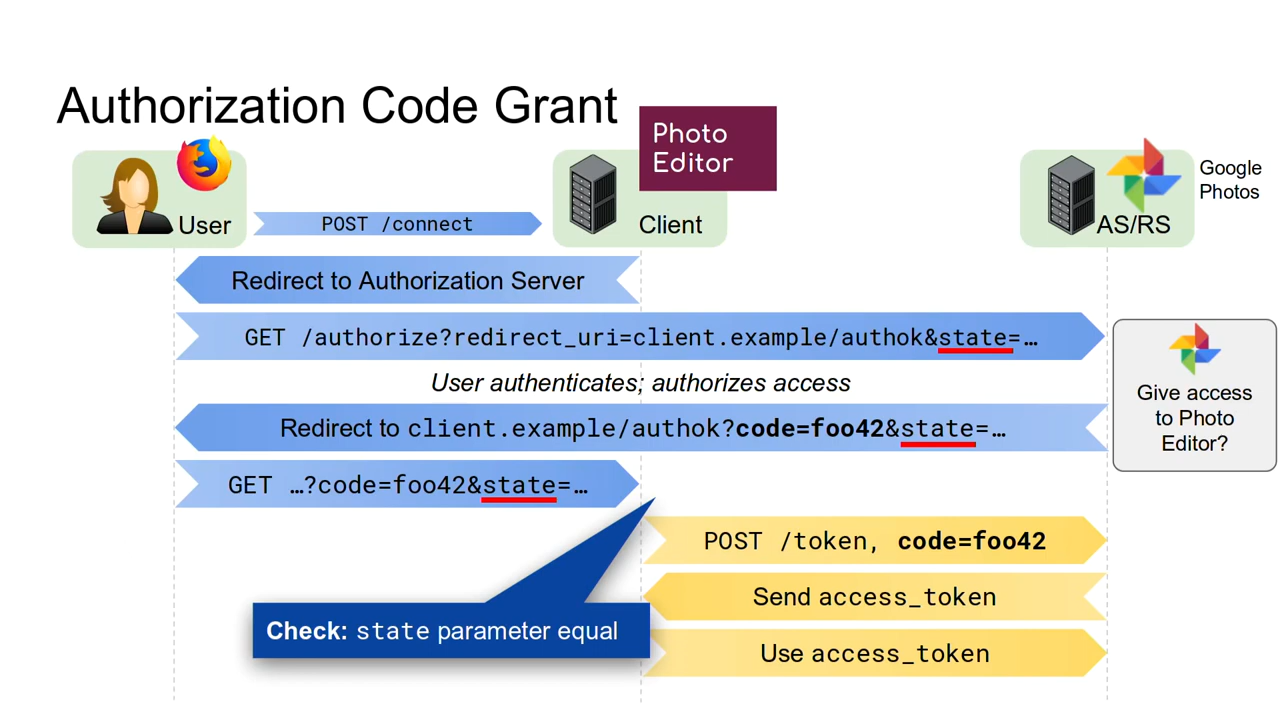 Authorization Code Grant
Photo
Editor
Google
Photos
User
POST /connect
Client
AS/RS
Redirect to Authorization Server
GET /authorize?redirect_uri=client.example/authok&state=…
User authenticates; authorizes access
Give access
to Photo
Editor?
Redirect to client.example/authok?code=foo42&state=…
GET …?code=foo42&state=…
POST /token, code=foo42
Send access_token
Check: state parameter equal
Use access_token